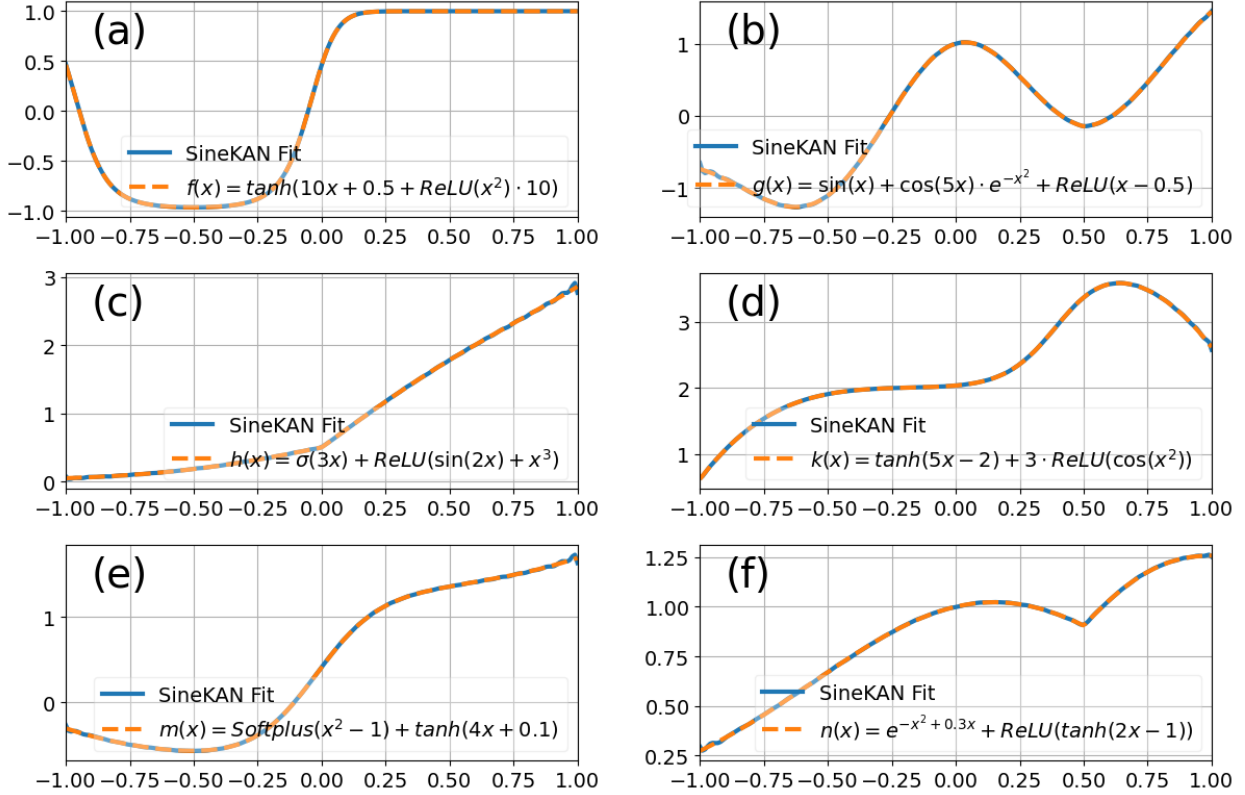 (a)
1.0
0.5
0.0
−0.5
−1.0
SineKAN Fit
f(x) = tanh(10x + 0.5 + ReLU(x²) · 10)
−1.00 −0.75 −0.50 −0.25 0.00 0.25 0.50 0.75 1.00
(b)
1
0
−1
SineKAN Fit
g(x) = sin(x) + cos(5x) · e^{−x²} + ReLU(x − 0.5)
−1.00 −0.75 −0.50 −0.25 0.00 0.25 0.50 0.75 1.00
(c)
3
2
1
0
SineKAN Fit
h(x) = σ(3x) + ReLU(sin(2x) + x³)
−1.00 −0.75 −0.50 −0.25 0.00 0.25 0.50 0.75 1.00
(d)
3
2
1
SineKAN Fit
k(x) = tanh(5x − 2) + 3 · ReLU(cos(x²))
−1.00 −0.75 −0.50 −0.25 0.00 0.25 0.50 0.75 1.00
(e)
1
0
SineKAN Fit
m(x) = Softplus(x² − 1) + tanh(4x + 0.1)
−1.00 −0.75 −0.50 −0.25 0.00 0.25 0.50 0.75 1.00
(f)
1.25
1.00
0.75
0.50
0.25
SineKAN Fit
n(x) = e^{−x² + 0.3x} + ReLU(tanh(2x − 1))
−1.00 −0.75 −0.50 −0.25 0.00 0.25 0.50 0.75 1.00